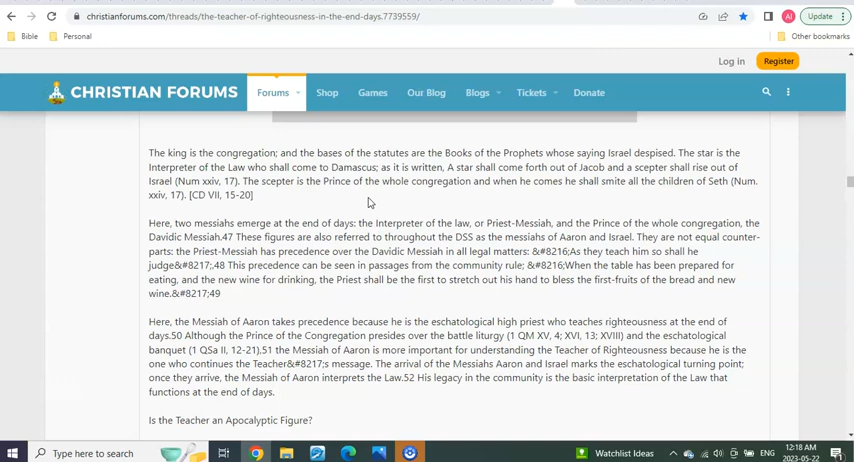 christianforums.com/threads/the-teacher-of-righteousness-in-the-end-days.7739559/
AI
Update
Bible
Personal
Other bookmarks
Log in
Register
CHRISTIAN FORUMS
Forums
Shop
Games
Our Blog
Blogs
Tickets
Donate
The king is the congregation; and the bases of the statutes are the Books of the Prophets whose saying Israel despised. The star is the
Interpreter of the Law who shall come to Damascus; as it is written, A star shall come forth out of Jacob and a scepter shall rise out of
Israel (Num xxiv, 17). The scepter is the Prince of the whole congregation and when he comes he shall smite all the children of Seth (Num.
xxiv, 17). [CD VII, 15-20]
Here, two messiahs emerge at the end of days: the Interpreter of the law, or Priest-Messiah, and the Prince of the whole congregation, the
Davidic Messiah.47 These figures are also referred to throughout the DSS as the messiahs of Aaron and Israel. They are not equal counter-
parts: the Priest-Messiah has precedence over the Davidic Messiah in all legal matters: &#8216;As they teach him so shall he
judge&#8217;.48 This precedence can be seen in passages from the community rule; &#8216;When the table has been prepared for
eating, and the new wine for drinking, the Priest shall be the first to stretch out his hand to bless the first-fruits of the bread and new
wine.&#8217;49
Here, the Messiah of Aaron takes precedence because he is the eschatological high priest who teaches righteousness at the end of
days.50 Although the Prince of the Congregation presides over the battle liturgy (1 QM XV, 4; XVI, 13; XVIII) and the eschatological
banquet (1 QSa II, 12-21),51 the Messiah of Aaron is more important for understanding the Teacher of Righteousness because he is the
one who continues the Teacher&#8217;s message. The arrival of the Messiahs Aaron and Israel marks the eschatological turning point;
once they arrive, the Messiah of Aaron interprets the Law.52 His legacy in the community is the basic interpretation of the Law that
functions at the end of days.
Is the Teacher an Apocalyptic Figure?
Type here to search
Watchlist Ideas
ENG
12:18 AM
2023-05-22